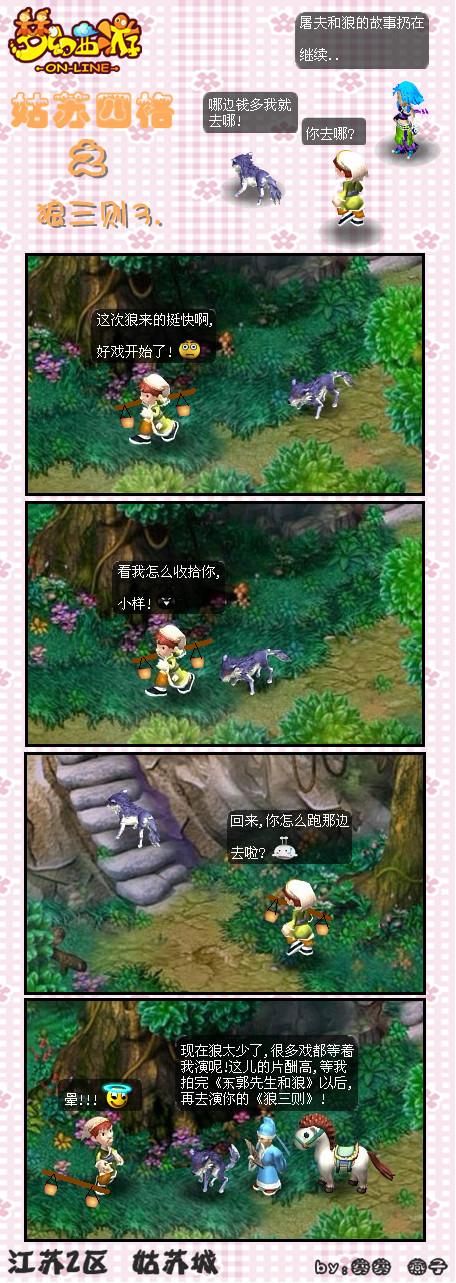 梦幻西游
ON-LINE
屠夫和狼的故事扔在
继续..
姑苏四格
之
狼三则3.
哪边钱多我就
去哪!
你去哪?
这次狼来的挺快啊,
好戏开始了!
看我怎么收拾你,
小样!
回来,你怎么跑那边
去啦?
现在狼太少了,很多戏都等着
我演呢!这儿的片酬高,等我
拍完《东郭先生和狼》以后,
再去演你的《狼三则》!
晕!!!
江苏2区 姑苏城
by: 燕子